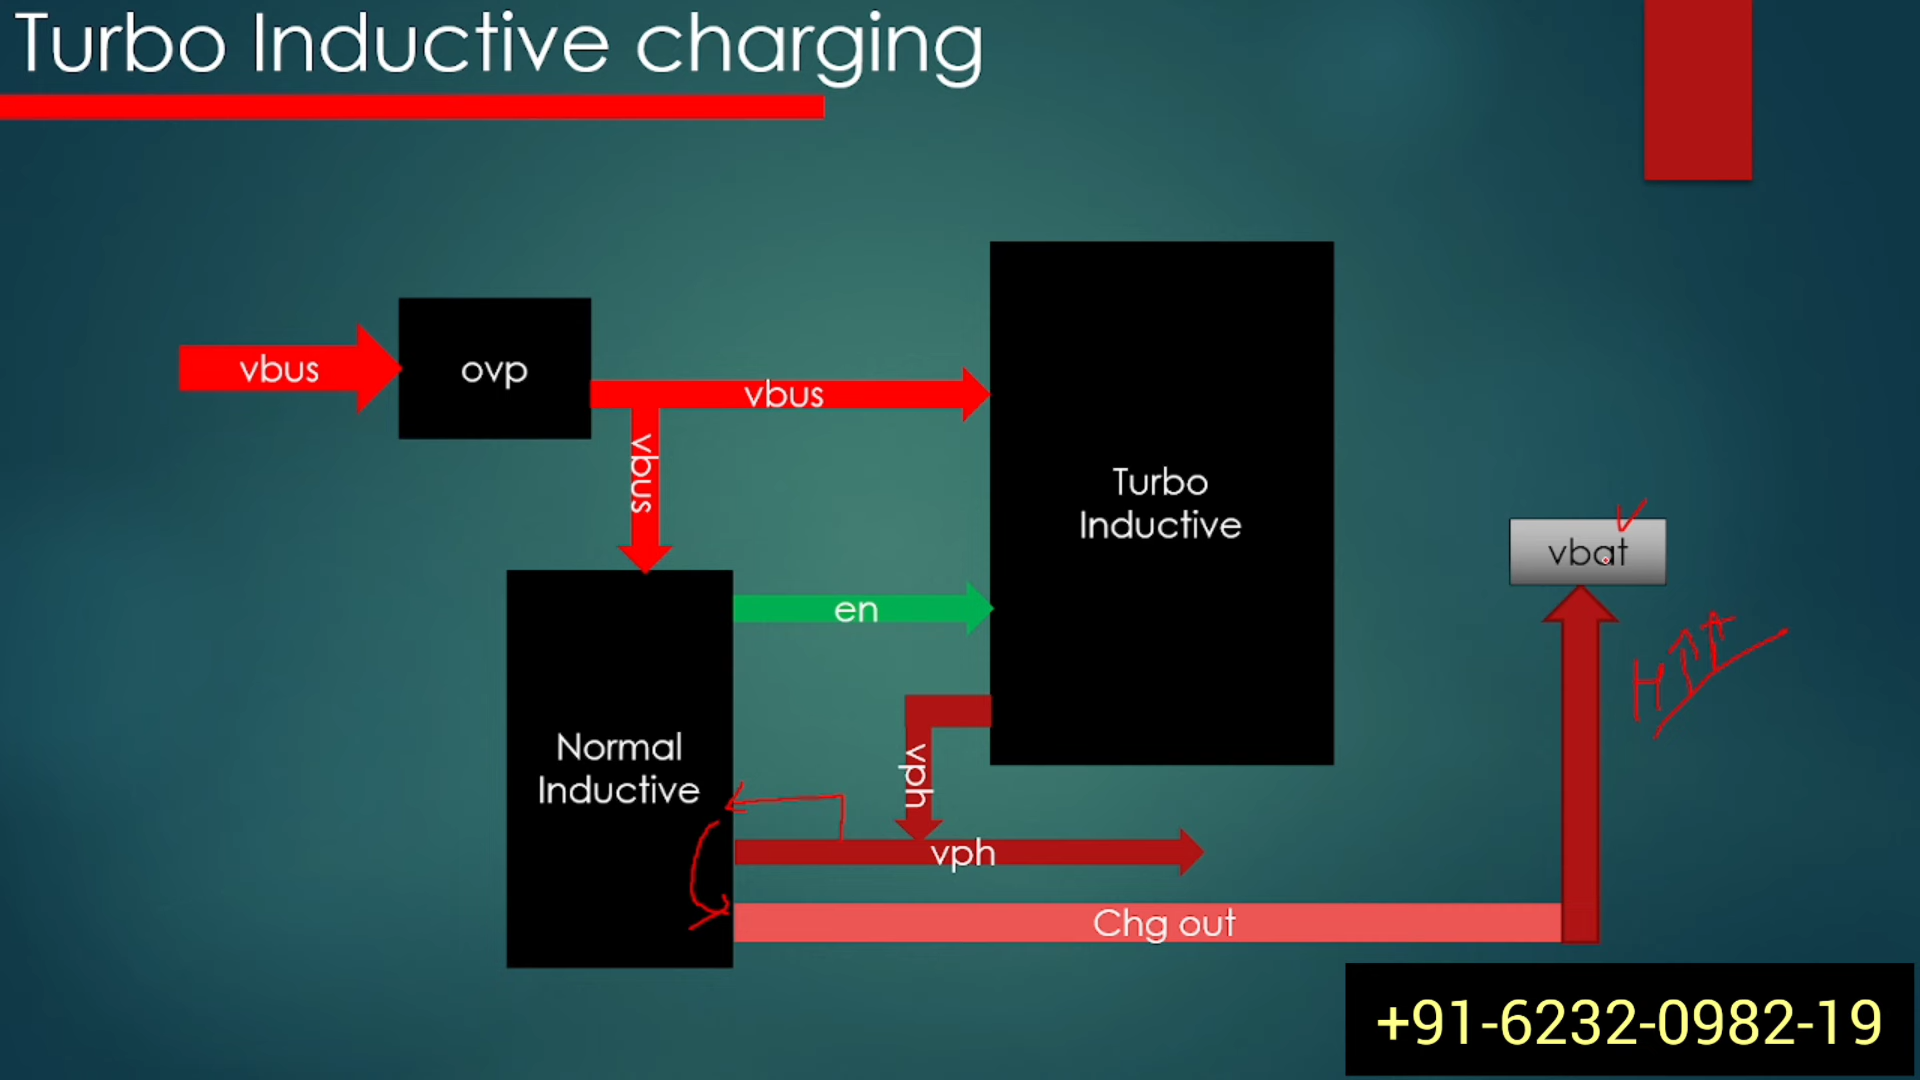 Turbo Inductive charging
vbus
ovp
vbus
vbus
Turbo
Inductive
vbat
en
Normal
Inductive
vph
vph
Chg out
+91-6232-0982-19